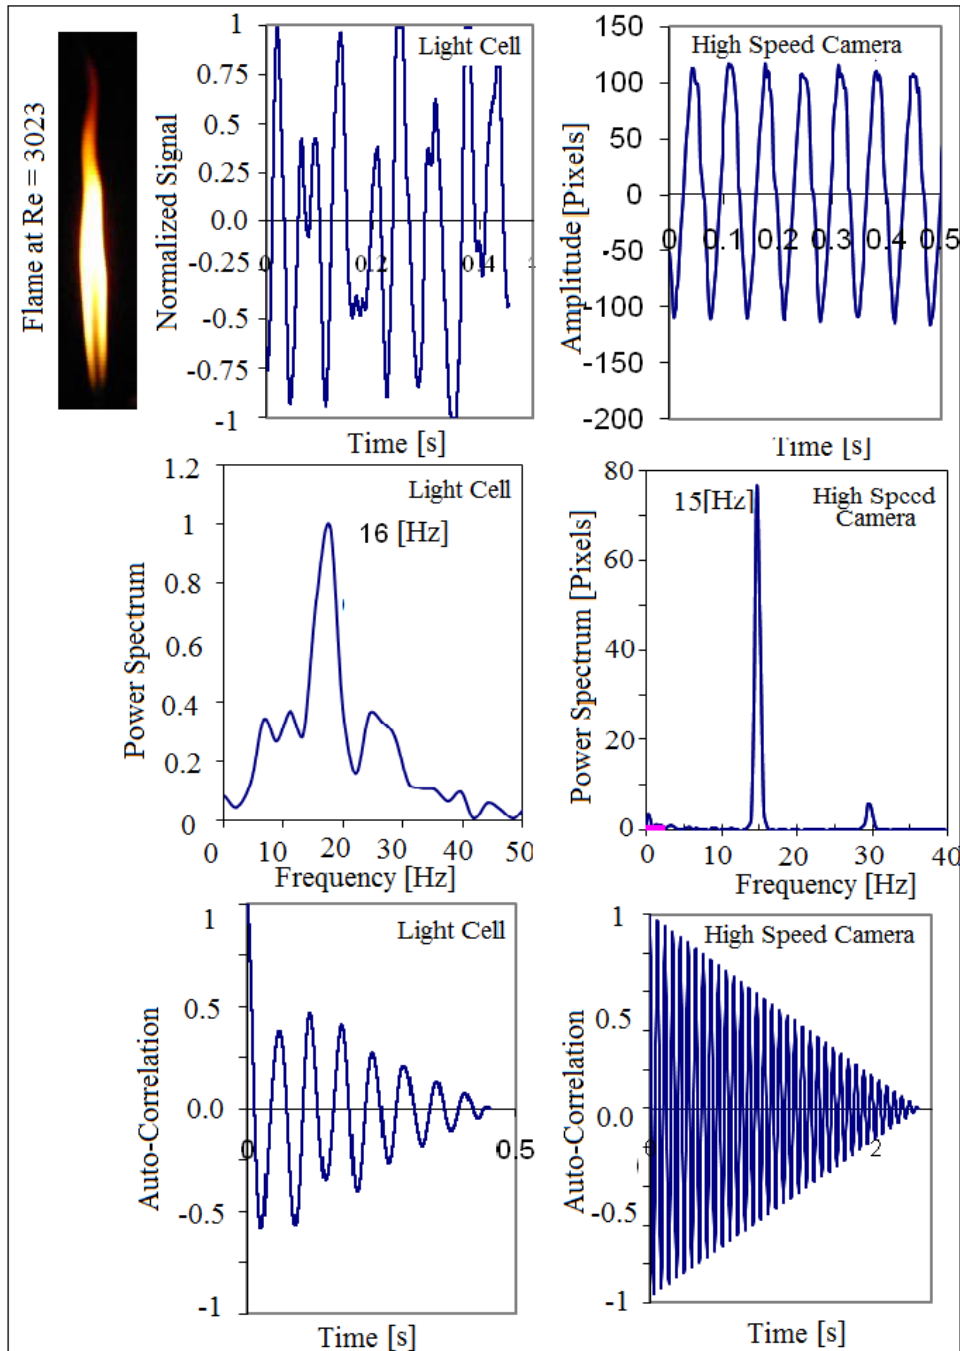 Flame at Re = 3023
Normalized Signal
1
0.75
0.5
0.25
0.0
-0.25
-0.5
-0.75
-1
Light Cell
0
0.2
0.4
Time [s]
Amplitude [Pixels]
150
100
50
0
-50
-100
-150
-200
High Speed Camera
0 0.1 0.2 0.3 0.4 0.5
Time [s]
Power Spectrum
1.2
1
0.8
0.6
0.4
0.2
0
Light Cell
16 [Hz]
0 10 20 30 40 50
Frequency [Hz]
Power Spectrum [Pixels]
80
60
40
20
0
15[Hz]
High Speed
Camera
0 10 20 30 40
Frequency [Hz]
Auto-Correlation
1
0.5
0.0
-0.5
-1
Light Cell
0
0.5
Time [s]
Auto-Correlation
1
0.5
0.0
-0.5
-1
High Speed Camera
2
Time [s]